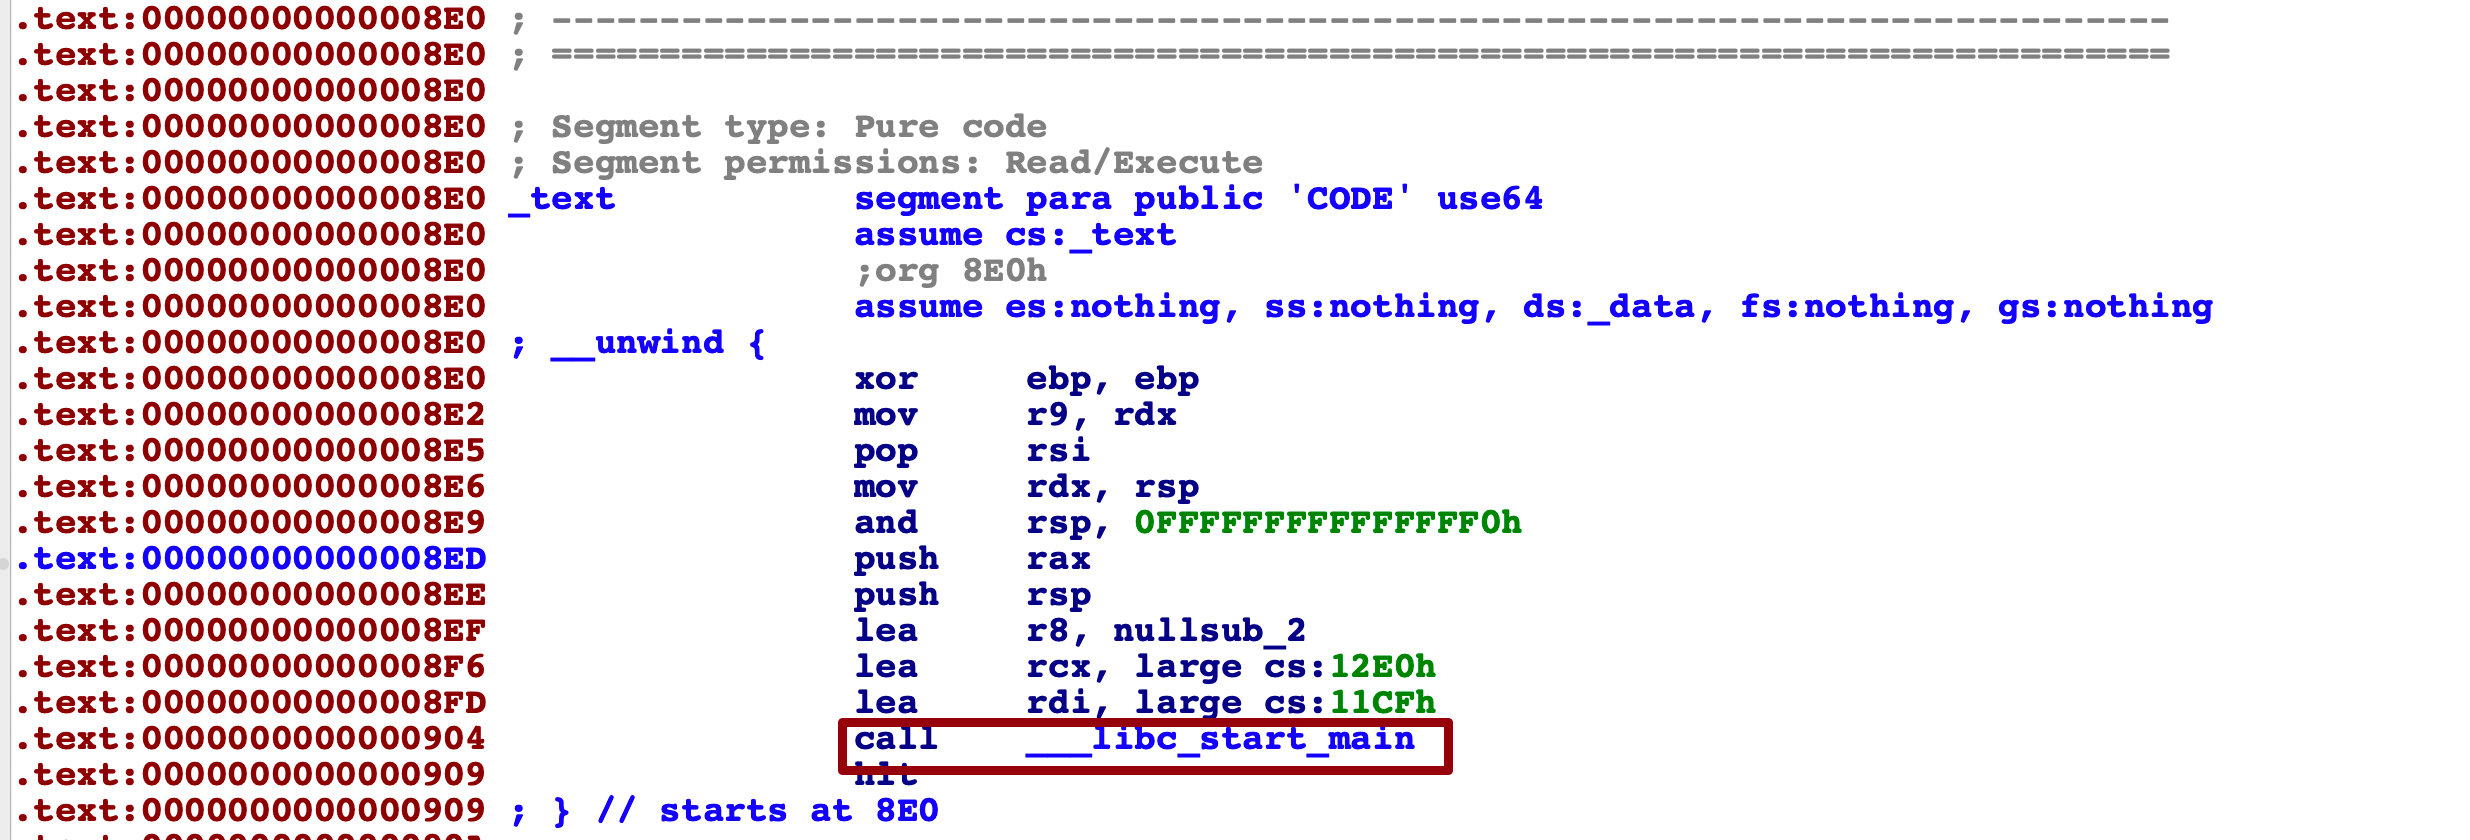 .text:00000000000008E0 ; ---------------------------------------------------------------------------
.text:00000000000008E0 ; ===========================================================================
.text:00000000000008E0
.text:00000000000008E0 ; Segment type: Pure code
.text:00000000000008E0 ; Segment permissions: Read/Execute
.text:00000000000008E0 _text           segment para public 'CODE' use64
.text:00000000000008E0                 assume cs:_text
.text:00000000000008E0                 ;org 8E0h
.text:00000000000008E0                 assume es:nothing, ss:nothing, ds:_data, fs:nothing, gs:nothing
.text:00000000000008E0 ; __unwind {
.text:00000000000008E0                 xor     ebp, ebp
.text:00000000000008E2                 mov     r9, rdx
.text:00000000000008E5                 pop     rsi
.text:00000000000008E6                 mov     rdx, rsp
.text:00000000000008E9                 and     rsp, 0FFFFFFFFFFFFFFF0h
.text:00000000000008ED                 push    rax
.text:00000000000008EE                 push    rsp
.text:00000000000008EF                 lea     r8, nullsub_2
.text:00000000000008F6                 lea     rcx, large cs:12E0h
.text:00000000000008FD                 lea     rdi, large cs:11CFh
.text:0000000000000904                 call    ___libc_start_main
.text:0000000000000909                 hlt
.text:0000000000000909 ; } // starts at 8E0